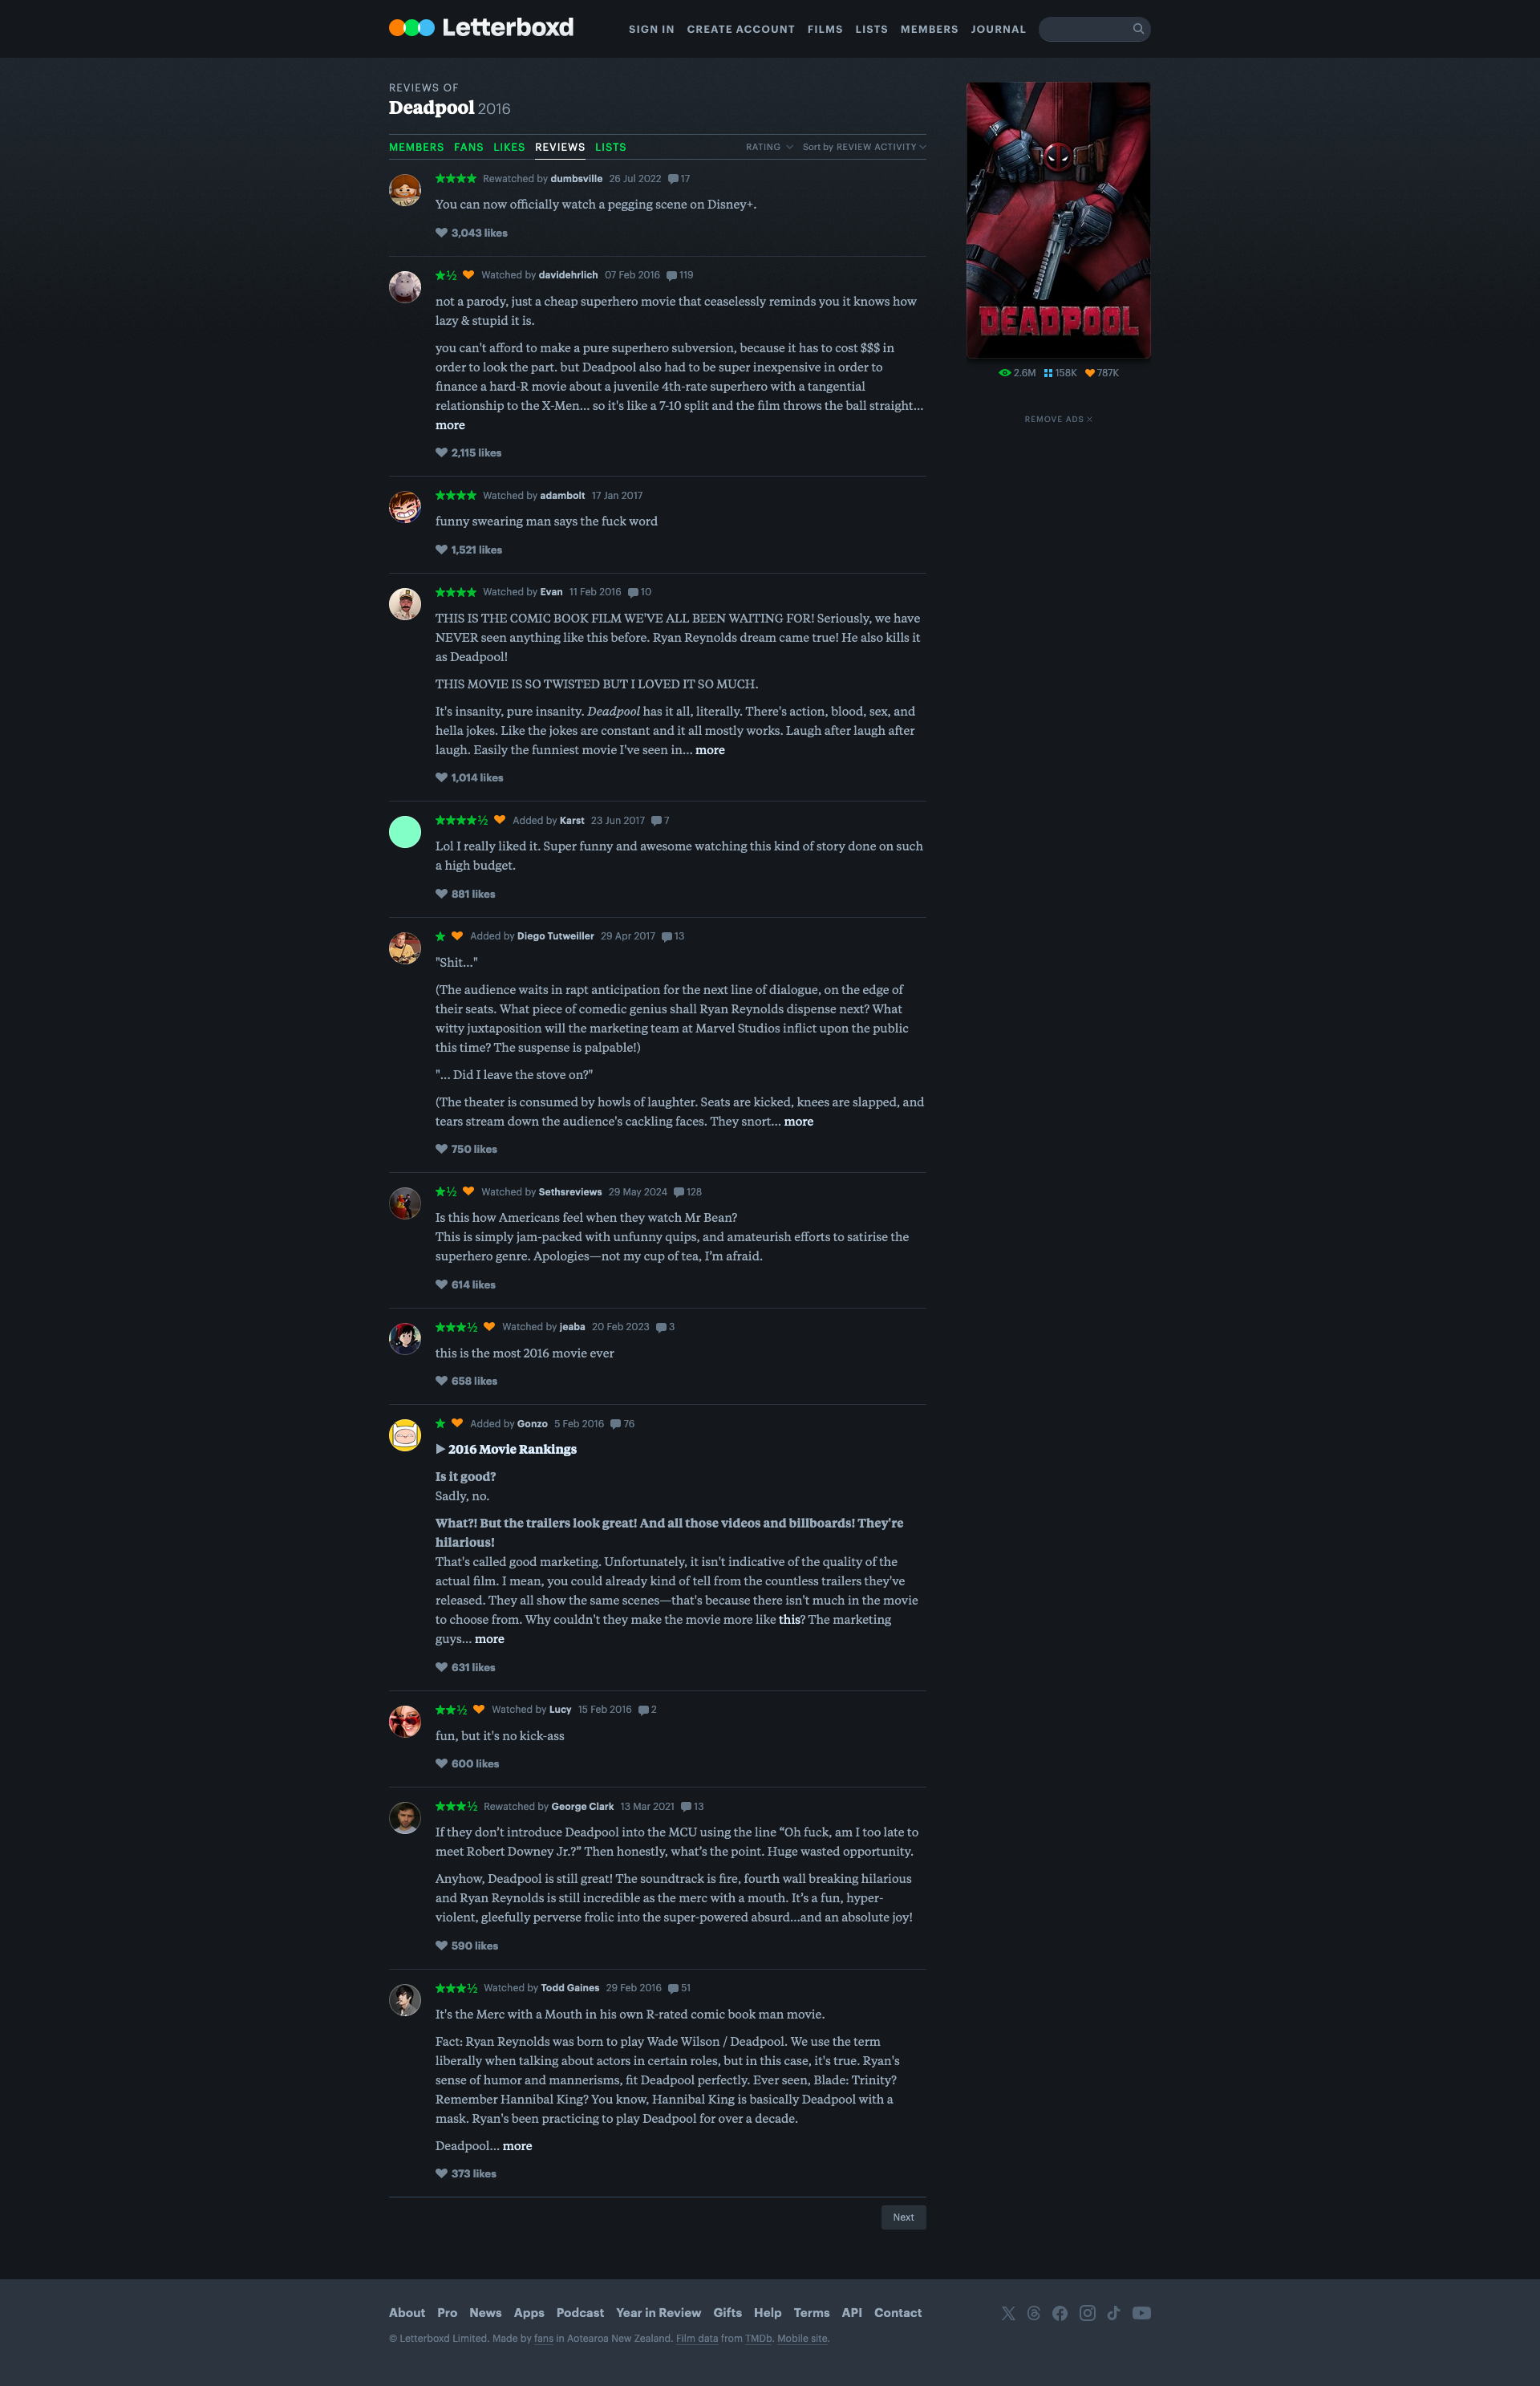 Letterboxd
SIGN IN CREATE ACCOUNT FILMS LISTS MEMBERS JOURNAL
REVIEWS OF
Deadpool 2016
MEMBERS FANS LIKES REVIEWS LISTS RATING Sort by REVIEW ACTIVITY
★★★★ Rewatched by dumbsville 26 Jul 2022 17
You can now officially watch a pegging scene on Disney+.
3,043 likes
★½ Watched by davidehrlich 07 Feb 2016 119
not a parody, just a cheap superhero movie that ceaselessly reminds you it knows how
lazy & stupid it is.
you can't afford to make a pure superhero subversion, because it has to cost $$$ in
order to look the part. but Deadpool also had to be super inexpensive in order to
finance a hard-R movie about a juvenile 4th-rate superhero with a tangential
relationship to the X-Men... so it's like a 7-10 split and the film throws the ball straight…
more
2,115 likes
★★★★ Watched by adambolt 17 Jan 2017
funny swearing man says the fuck word
1,521 likes
★★★★ Watched by Evan 11 Feb 2016 10
THIS IS THE COMIC BOOK FILM WE'VE ALL BEEN WAITING FOR! Seriously, we have
NEVER seen anything like this before. Ryan Reynolds dream came true! He also kills it
as Deadpool!
THIS MOVIE IS SO TWISTED BUT I LOVED IT SO MUCH.
It's insanity, pure insanity. Deadpool has it all, literally. There's action, blood, sex, and
hella jokes. Like the jokes are constant and it all mostly works. Laugh after laugh after
laugh. Easily the funniest movie I've seen in… more
1,014 likes
★★★★½ Added by Karst 23 Jun 2017 7
Lol I really liked it. Super funny and awesome watching this kind of story done on such
a high budget.
881 likes
★ Added by Diego Tutweiller 29 Apr 2017 13
"Shit..."
(The audience waits in rapt anticipation for the next line of dialogue, on the edge of
their seats. What piece of comedic genius shall Ryan Reynolds dispense next? What
witty juxtaposition will the marketing team at Marvel Studios inflict upon the public
this time? The suspense is palpable!)
"... Did I leave the stove on?"
(The theater is consumed by howls of laughter. Seats are kicked, knees are slapped, and
tears stream down the audience's cackling faces. They snort… more
750 likes
★½ Watched by Sethsreviews 29 May 2024 128
Is this how Americans feel when they watch Mr Bean?
This is simply jam-packed with unfunny quips, and amateurish efforts to satirise the
superhero genre. Apologies—not my cup of tea, I’m afraid.
614 likes
★★★½ Watched by jeaba 20 Feb 2023 3
this is the most 2016 movie ever
658 likes
★ Added by Gonzo 5 Feb 2016 76
▶ 2016 Movie Rankings
Is it good?
Sadly, no.
What?! But the trailers look great! And all those videos and billboards! They're
hilarious!
That's called good marketing. Unfortunately, it isn't indicative of the quality of the
actual film. I mean, you could already kind of tell from the countless trailers they've
released. They all show the same scenes—that's because there isn't much in the movie
to choose from. Why couldn't they make the movie more like this? The marketing
guys… more
631 likes
★★½ Watched by Lucy 15 Feb 2016 2
fun, but it's no kick-ass
600 likes
★★★½ Rewatched by George Clark 13 Mar 2021 13
If they don’t introduce Deadpool into the MCU using the line “Oh fuck, am I too late to
meet Robert Downey Jr.?” Then honestly, what’s the point. Huge wasted opportunity.
Anyhow, Deadpool is still great! The soundtrack is fire, fourth wall breaking hilarious
and Ryan Reynolds is still incredible as the merc with a mouth. It’s a fun, hyper-
violent, gleefully perverse frolic into the super-powered absurd...and an absolute joy!
590 likes
★★★½ Watched by Todd Gaines 29 Feb 2016 51
It's the Merc with a Mouth in his own R-rated comic book man movie.
Fact: Ryan Reynolds was born to play Wade Wilson / Deadpool. We use the term
liberally when talking about actors in certain roles, but in this case, it's true. Ryan's
sense of humor and mannerisms, fit Deadpool perfectly. Ever seen, Blade: Trinity?
Remember Hannibal King? You know, Hannibal King is basically Deadpool with a
mask. Ryan's been practicing to play Deadpool for over a decade.
Deadpool… more
373 likes
Next
DEADPOOL
2.6M 158K 787K
REMOVE ADS
About Pro News Apps Podcast Year in Review Gifts Help Terms API Contact
© Letterboxd Limited. Made by fans in Aotearoa New Zealand. Film data from TMDb. Mobile site.